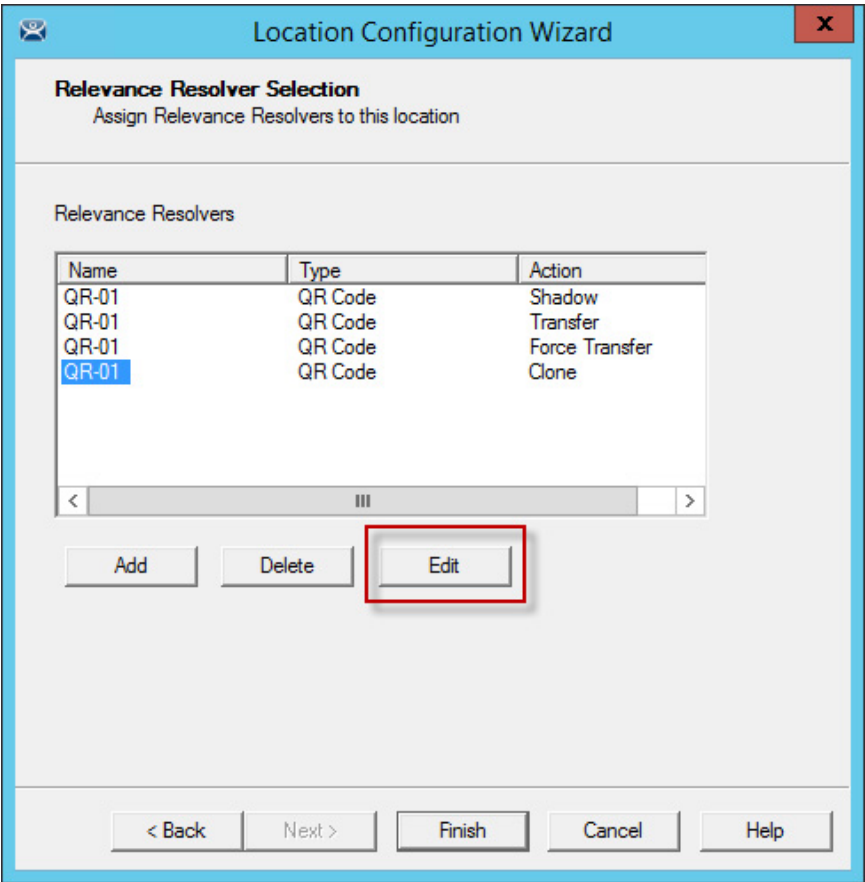 Location Configuration Wizard
x
Relevance Resolver Selection
Assign Relevance Resolvers to this location
Relevance Resolvers
Name Type Action
QR-01 QR Code Shadow
QR-01 QR Code Transfer
QR-01 QR Code Force Transfer
QR-01 QR Code Clone
Add Delete Edit
< Back Next > Finish Cancel Help